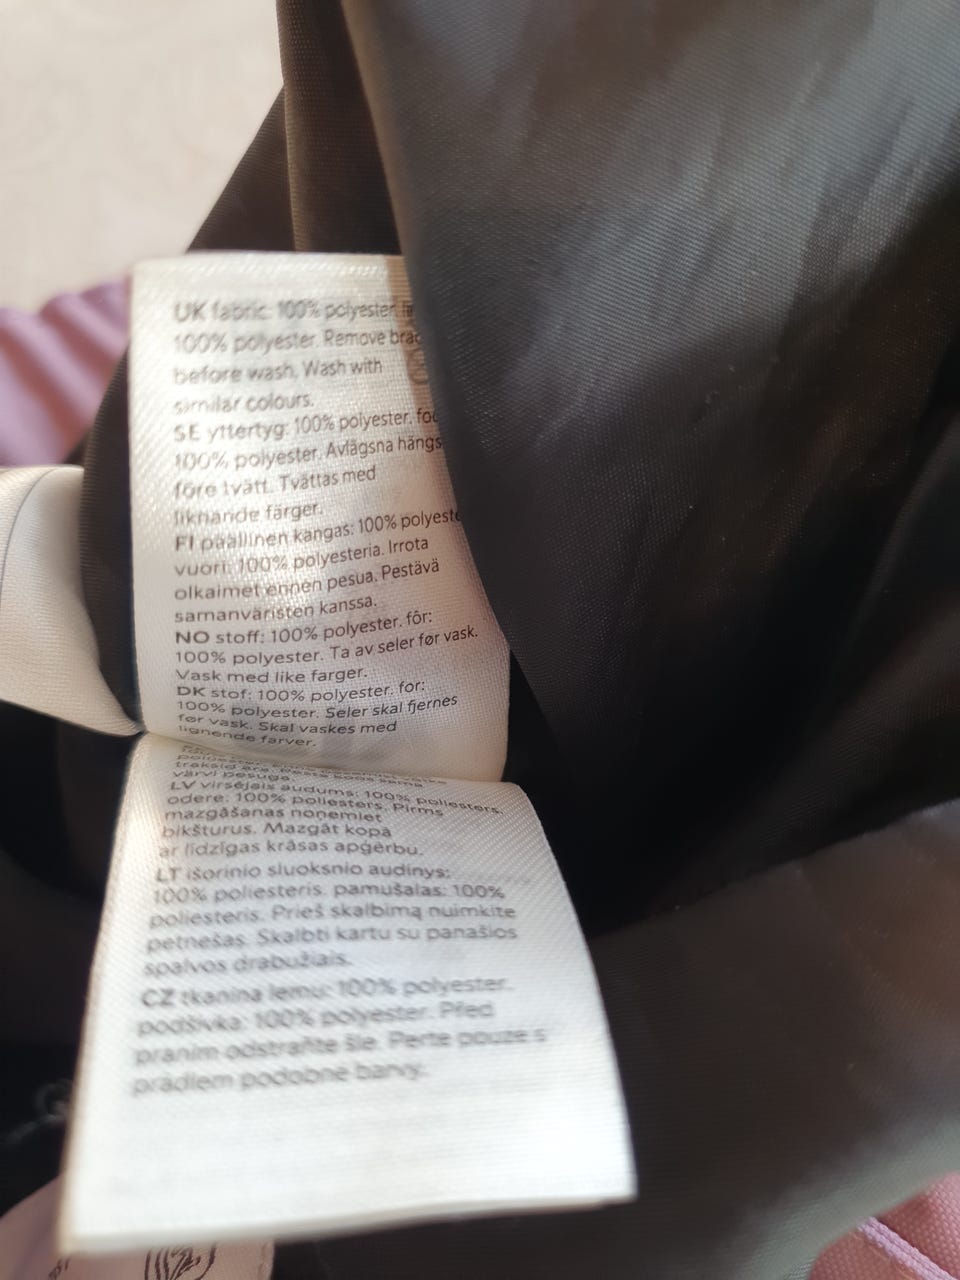 UK fabric: 100% polyester.
100% polyester. Remove
before wash. Wash with
similar colours.
SE yttertyg: 100% polyester.
100% polyester. Avlägsna
före tvätt. Tvättas med
liknande färger.
FI päällinen kangas: 100%
vuori: 100% polyesteria. Irrota
olkaimet ennen pesua. Pestävä
samanväristen kanssa.
NO stoff: 100% polyester. fôr:
100% polyester. Ta av seler før vask.
Vask med like farger.
DK stof: 100% polyester. for:
100% polyester. Seler skal fjernes
før vask. Skal vaskes med
lignende farver.
värvi pesuga.
LV virsējais audums: 100% poliesters.
odere: 100% poliesters. Pirms
mazgāšanas noņemiet
bikšturus. Mazgāt kopā
ar līdzīgas krāsas apģērbu.
LT išorinio sluoksnio audinys:
100% poliesteris. pamušalas: 100%
poliesteris. Prieš skalbimą nuimkite
petnešas. Skalbti kartu su panašios
spalvos drabužiais.
CZ tkanina lemu: 100% polyester.
podšívka: 100% polyester. Před
praním odstraňte šle. Perte pouze s
prádlem podobné barvy.